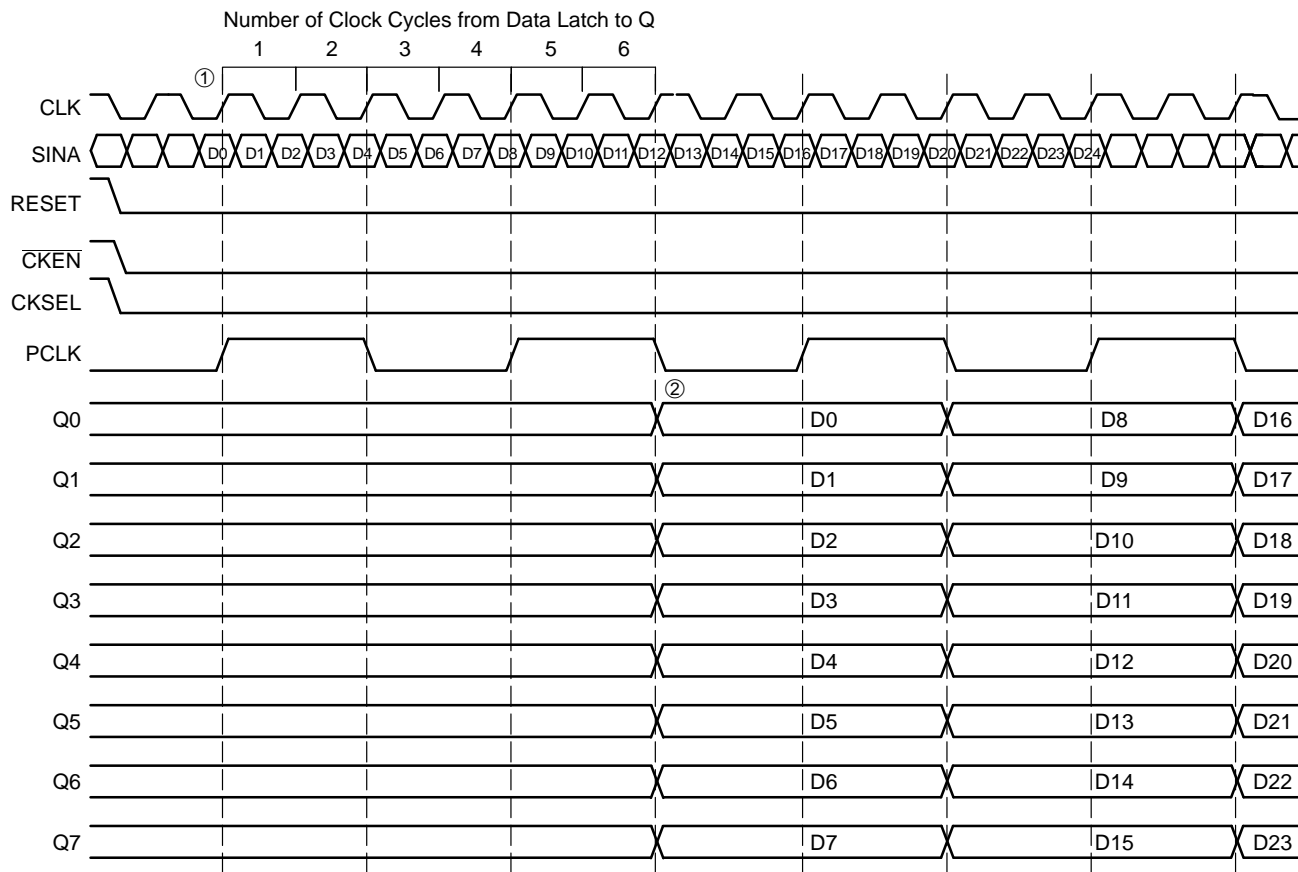 Number of Clock Cycles from Data Latch to Q
1 2 3 4 5 6
①
CLK
SINA D0 D1 D2 D3 D4 D5 D6 D7 D8 D9 D10 D11 D12 D13 D14 D15 D16 D17 D18 D19 D20 D21 D22 D23 D24
RESET
CKEN
CKSEL
PCLK
②
Q0 D0 D8 D16
Q1 D1 D9 D17
Q2 D2 D10 D18
Q3 D3 D11 D19
Q4 D4 D12 D20
Q5 D5 D13 D21
Q6 D6 D14 D22
Q7 D7 D15 D23